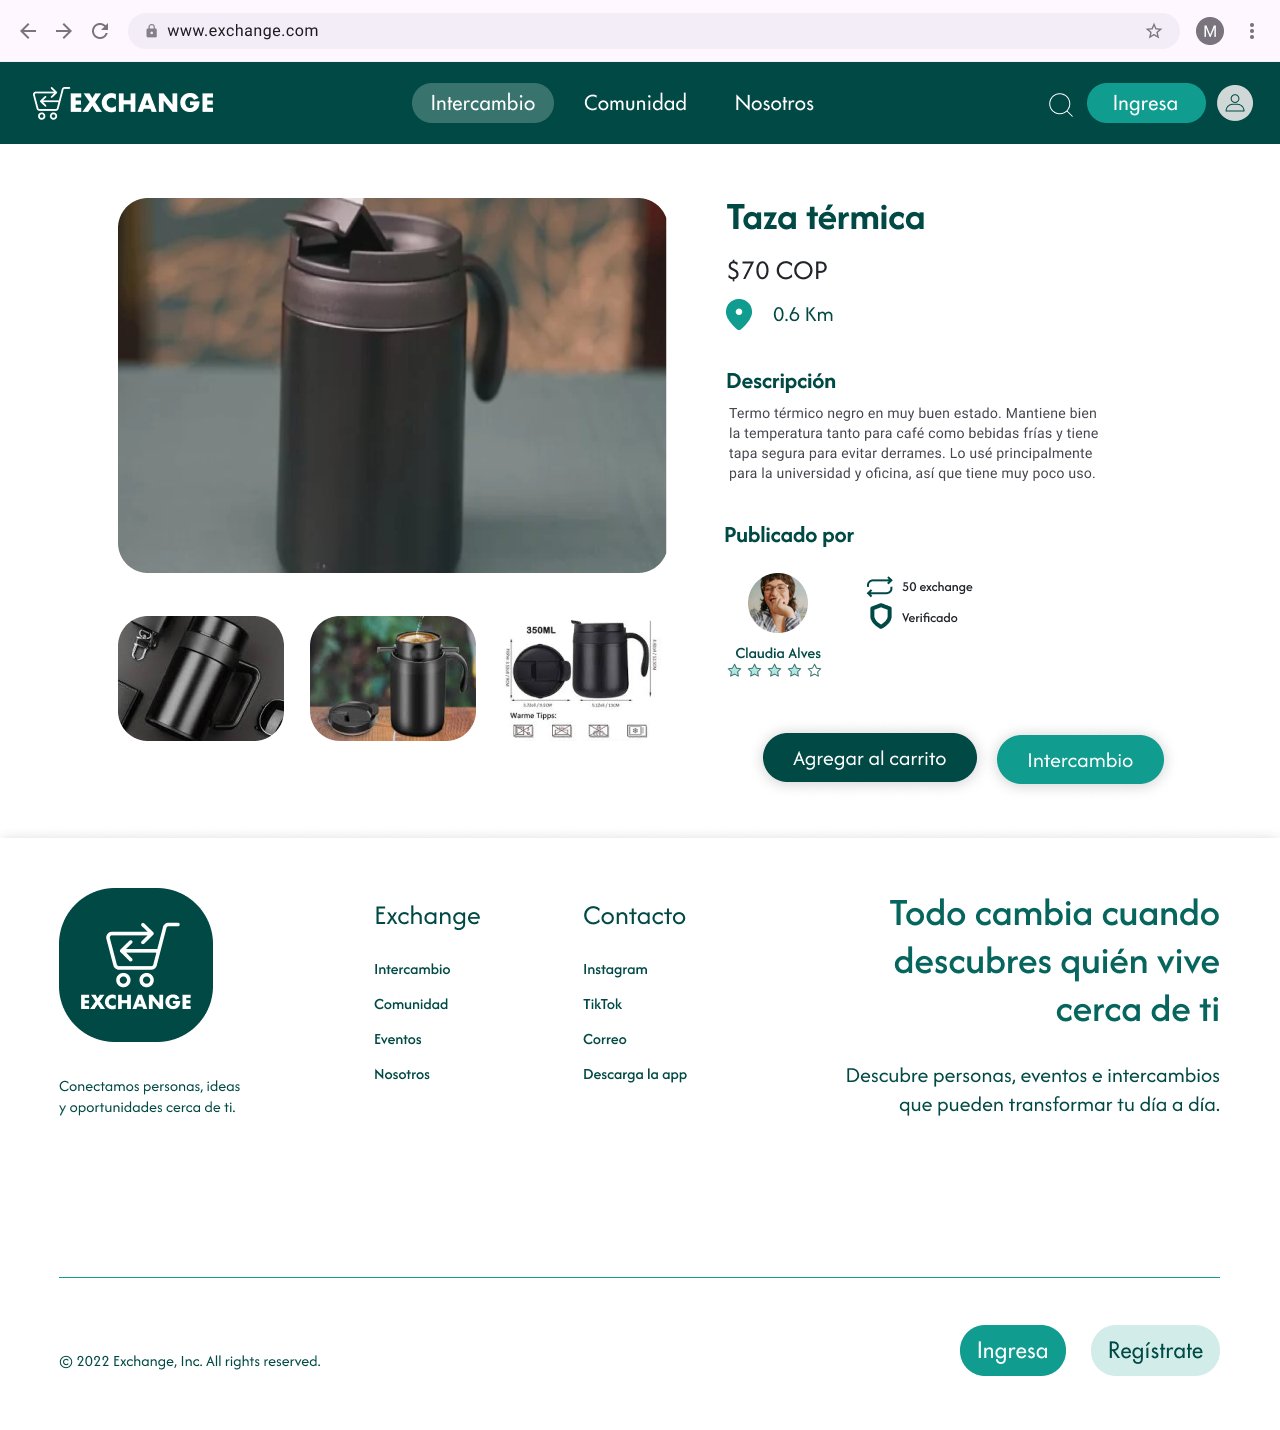 www.exchange.com
M
EXCHANGE
Intercambio
Comunidad
Nosotros
Ingresa
Taza térmica
$70 COP
0.6 Km
Descripción
Termo térmico negro en muy buen estado. Mantiene bien
la temperatura tanto para café como bebidas frías y tiene
tapa segura para evitar derrames. Lo usé principalmente
para la universidad y oficina, así que tiene muy poco uso.
Publicado por
50 exchange
Verificado
Claudia Alves
350ML
Warme Tipps:
Agregar al carrito
Intercambio
EXCHANGE
Conectamos personas, ideas
y oportunidades cerca de ti.
Exchange
Intercambio
Comunidad
Eventos
Nosotros
Contacto
Instagram
TikTok
Correo
Descarga la app
Todo cambia cuando
descubres quién vive
cerca de ti
Descubre personas, eventos e intercambios
que pueden transformar tu día a día.
© 2022 Exchange, Inc. All rights reserved.
Ingresa
Regístrate